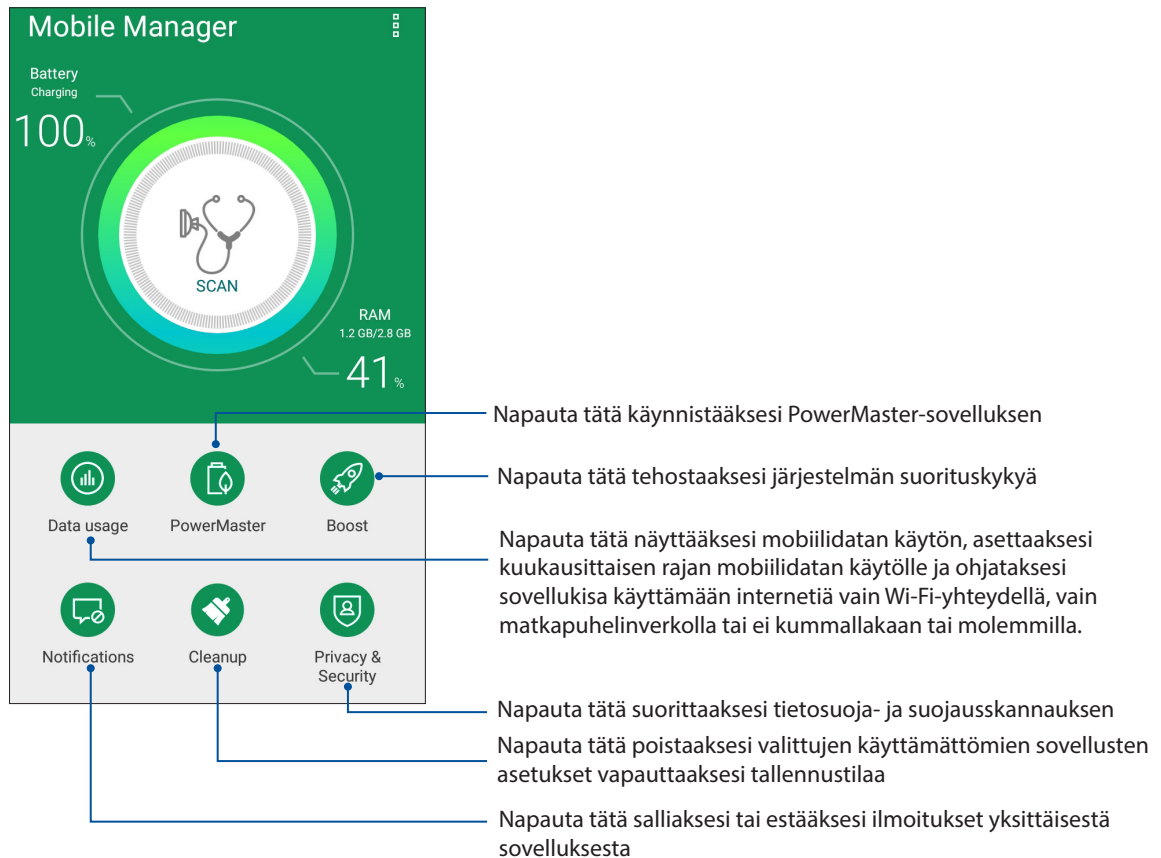 Mobile Manager
Battery
Charging
100%
SCAN
RAM
1.2 GB/2.8 GB
41%
Data usage
PowerMaster
Boost
Notifications
Cleanup
Privacy &
Security
Napauta tätä käynnistääksesi PowerMaster-sovelluksen
Napauta tätä tehostaaksesi järjestelmän suorituskykyä
Napauta tätä näyttääksesi mobiilidatan käytön, asettaaksesi
kuukausittaisen rajan mobiilidatan käytölle ja ohjataksesi
sovellukisa käyttämään internetiä vain Wi-Fi-yhteydellä, vain
matkapuhelinverkolla tai ei kummallakaan tai molemmilla.
Napauta tätä suorittaaksesi tietosuoja- ja suojausskannauksen
Napauta tätä poistaaksesi valittujen käyttämättömien sovellusten
asetukset vapauttaaksesi tallennustilaa
Napauta tätä salliaksesi tai estääksesi ilmoitukset yksittäisestä
sovelluksesta